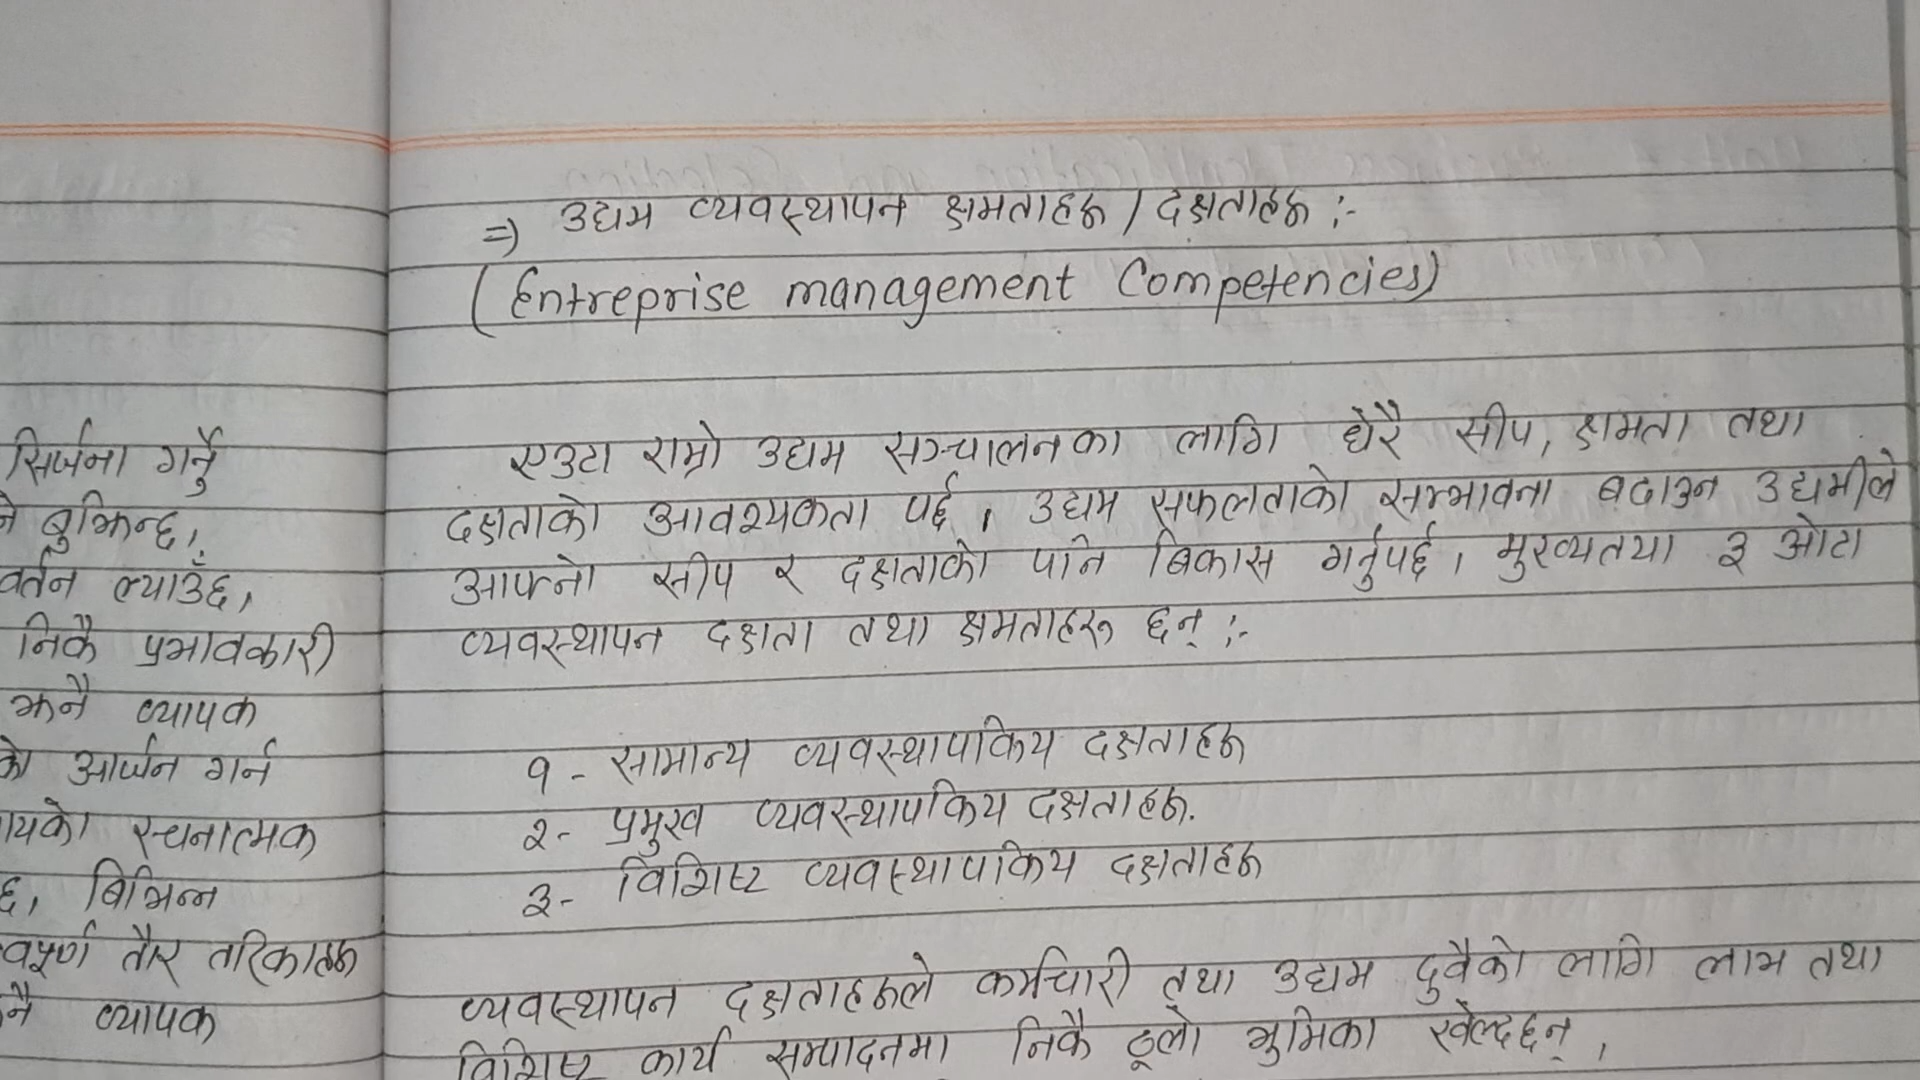 =) उद्यम व्यवस्थापन क्षमताहरू / दक्षताहरू :-
(Entreprise management Competencies)
एउटा राम्रो उद्यम सञ्चालनका लागि धेरै सीप, क्षमता तथा
दक्षताको आवश्यकता पर्छ । उद्यम सफलताको सम्भावना बढाउन उद्यमीले
आफ्नो सीप र दक्षताको पनि बिकास गर्नुपर्छ । मुख्यतया ३ ओटा
व्यवस्थापन दक्षता तथा क्षमताहरू छन् :-
१ - सामान्य व्यवस्थापकिय दक्षताहरू
२- प्रमुख व्यवस्थापकिय दक्षताहरू.
३- विशिष्ट व्यवस्थापकिय दक्षताहरू
व्यवस्थापन दक्षताहरूले कर्मचारी तथा उद्यम दुवैको लागि लाभ तथा
विशिष्ट कार्य सम्पादनमा निकै ठूलो भुमिका खेल्दछन् ।
सिर्जना गर्नु
बुझिन्छ ।
ल्याउँछ ।
निकै प्रभावकारी
झनै व्यापक
आर्जन गर्न
रचनात्मक
बिभिन्न
तौर तरिकाहरू
व्यापक